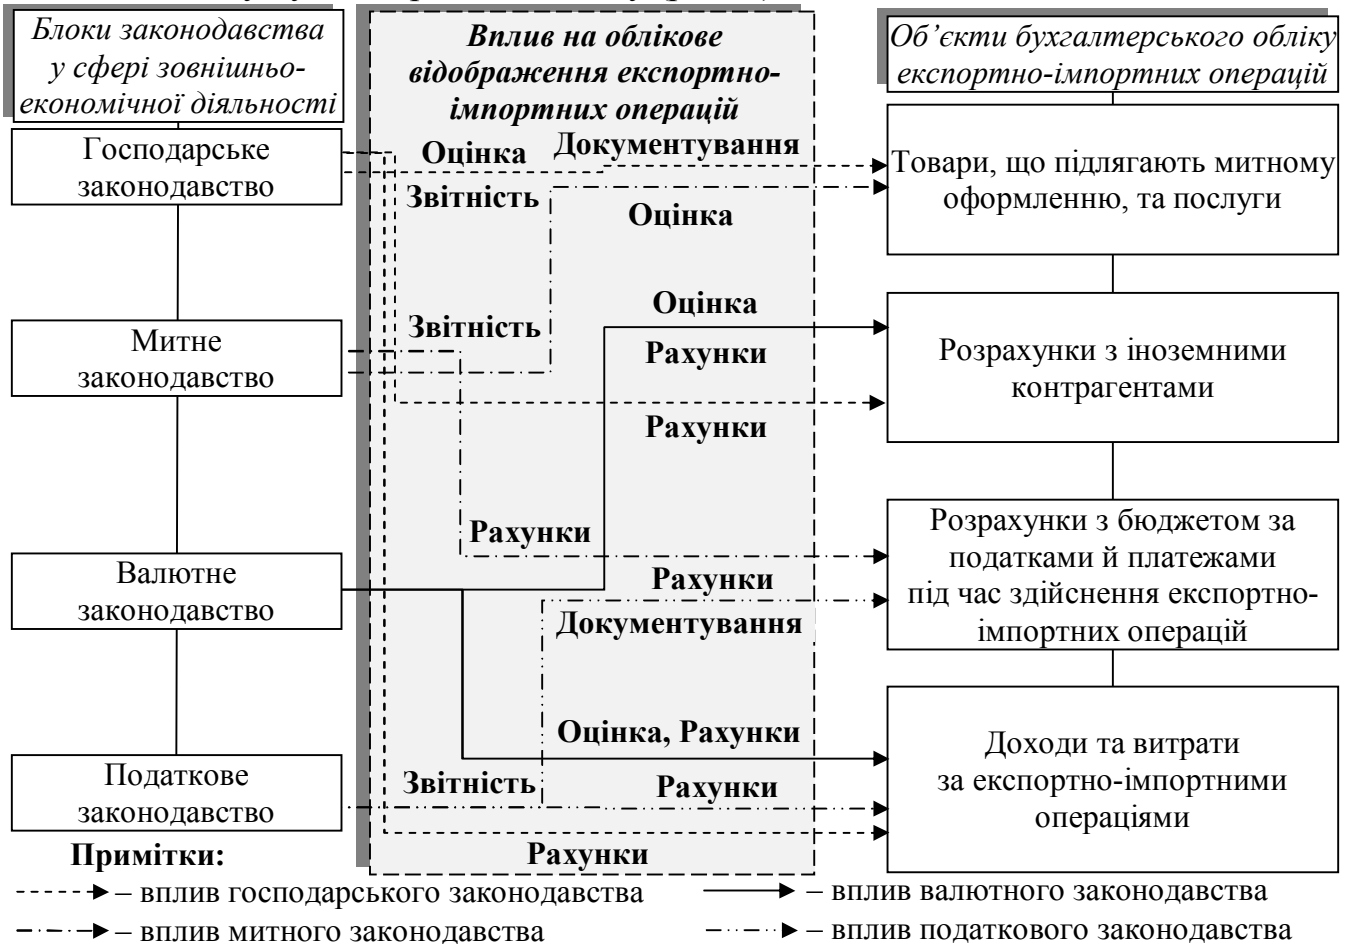 Блоки законодавства
у сфері зовнішньо-
економічної діяльності
Вплив на облікове
відображення експортно-
імпортних операцій
Об’єкти бухгалтерського обліку
експортно-імпортних операцій
Господарське
законодавство
Оцінка
Документування
Звітність
Оцінка
Товари, що підлягають митному
оформленню, та послуги
Митне
законодавство
Звітність
Оцінка
Рахунки
Рахунки
Розрахунки з іноземними
контрагентами
Валютне
законодавство
Рахунки
Рахунки
Документування
Розрахунки з бюджетом за
податками й платежами
під час здійснення експортно-
імпортних операцій
Податкове
законодавство
Оцінка, Рахунки
Звітність
Рахунки
Рахунки
Доходи та витрати
за експортно-імпортними
операціями
Примітки:
– вплив господарського законодавства
– вплив валютного законодавства
– вплив митного законодавства
– вплив податкового законодавства